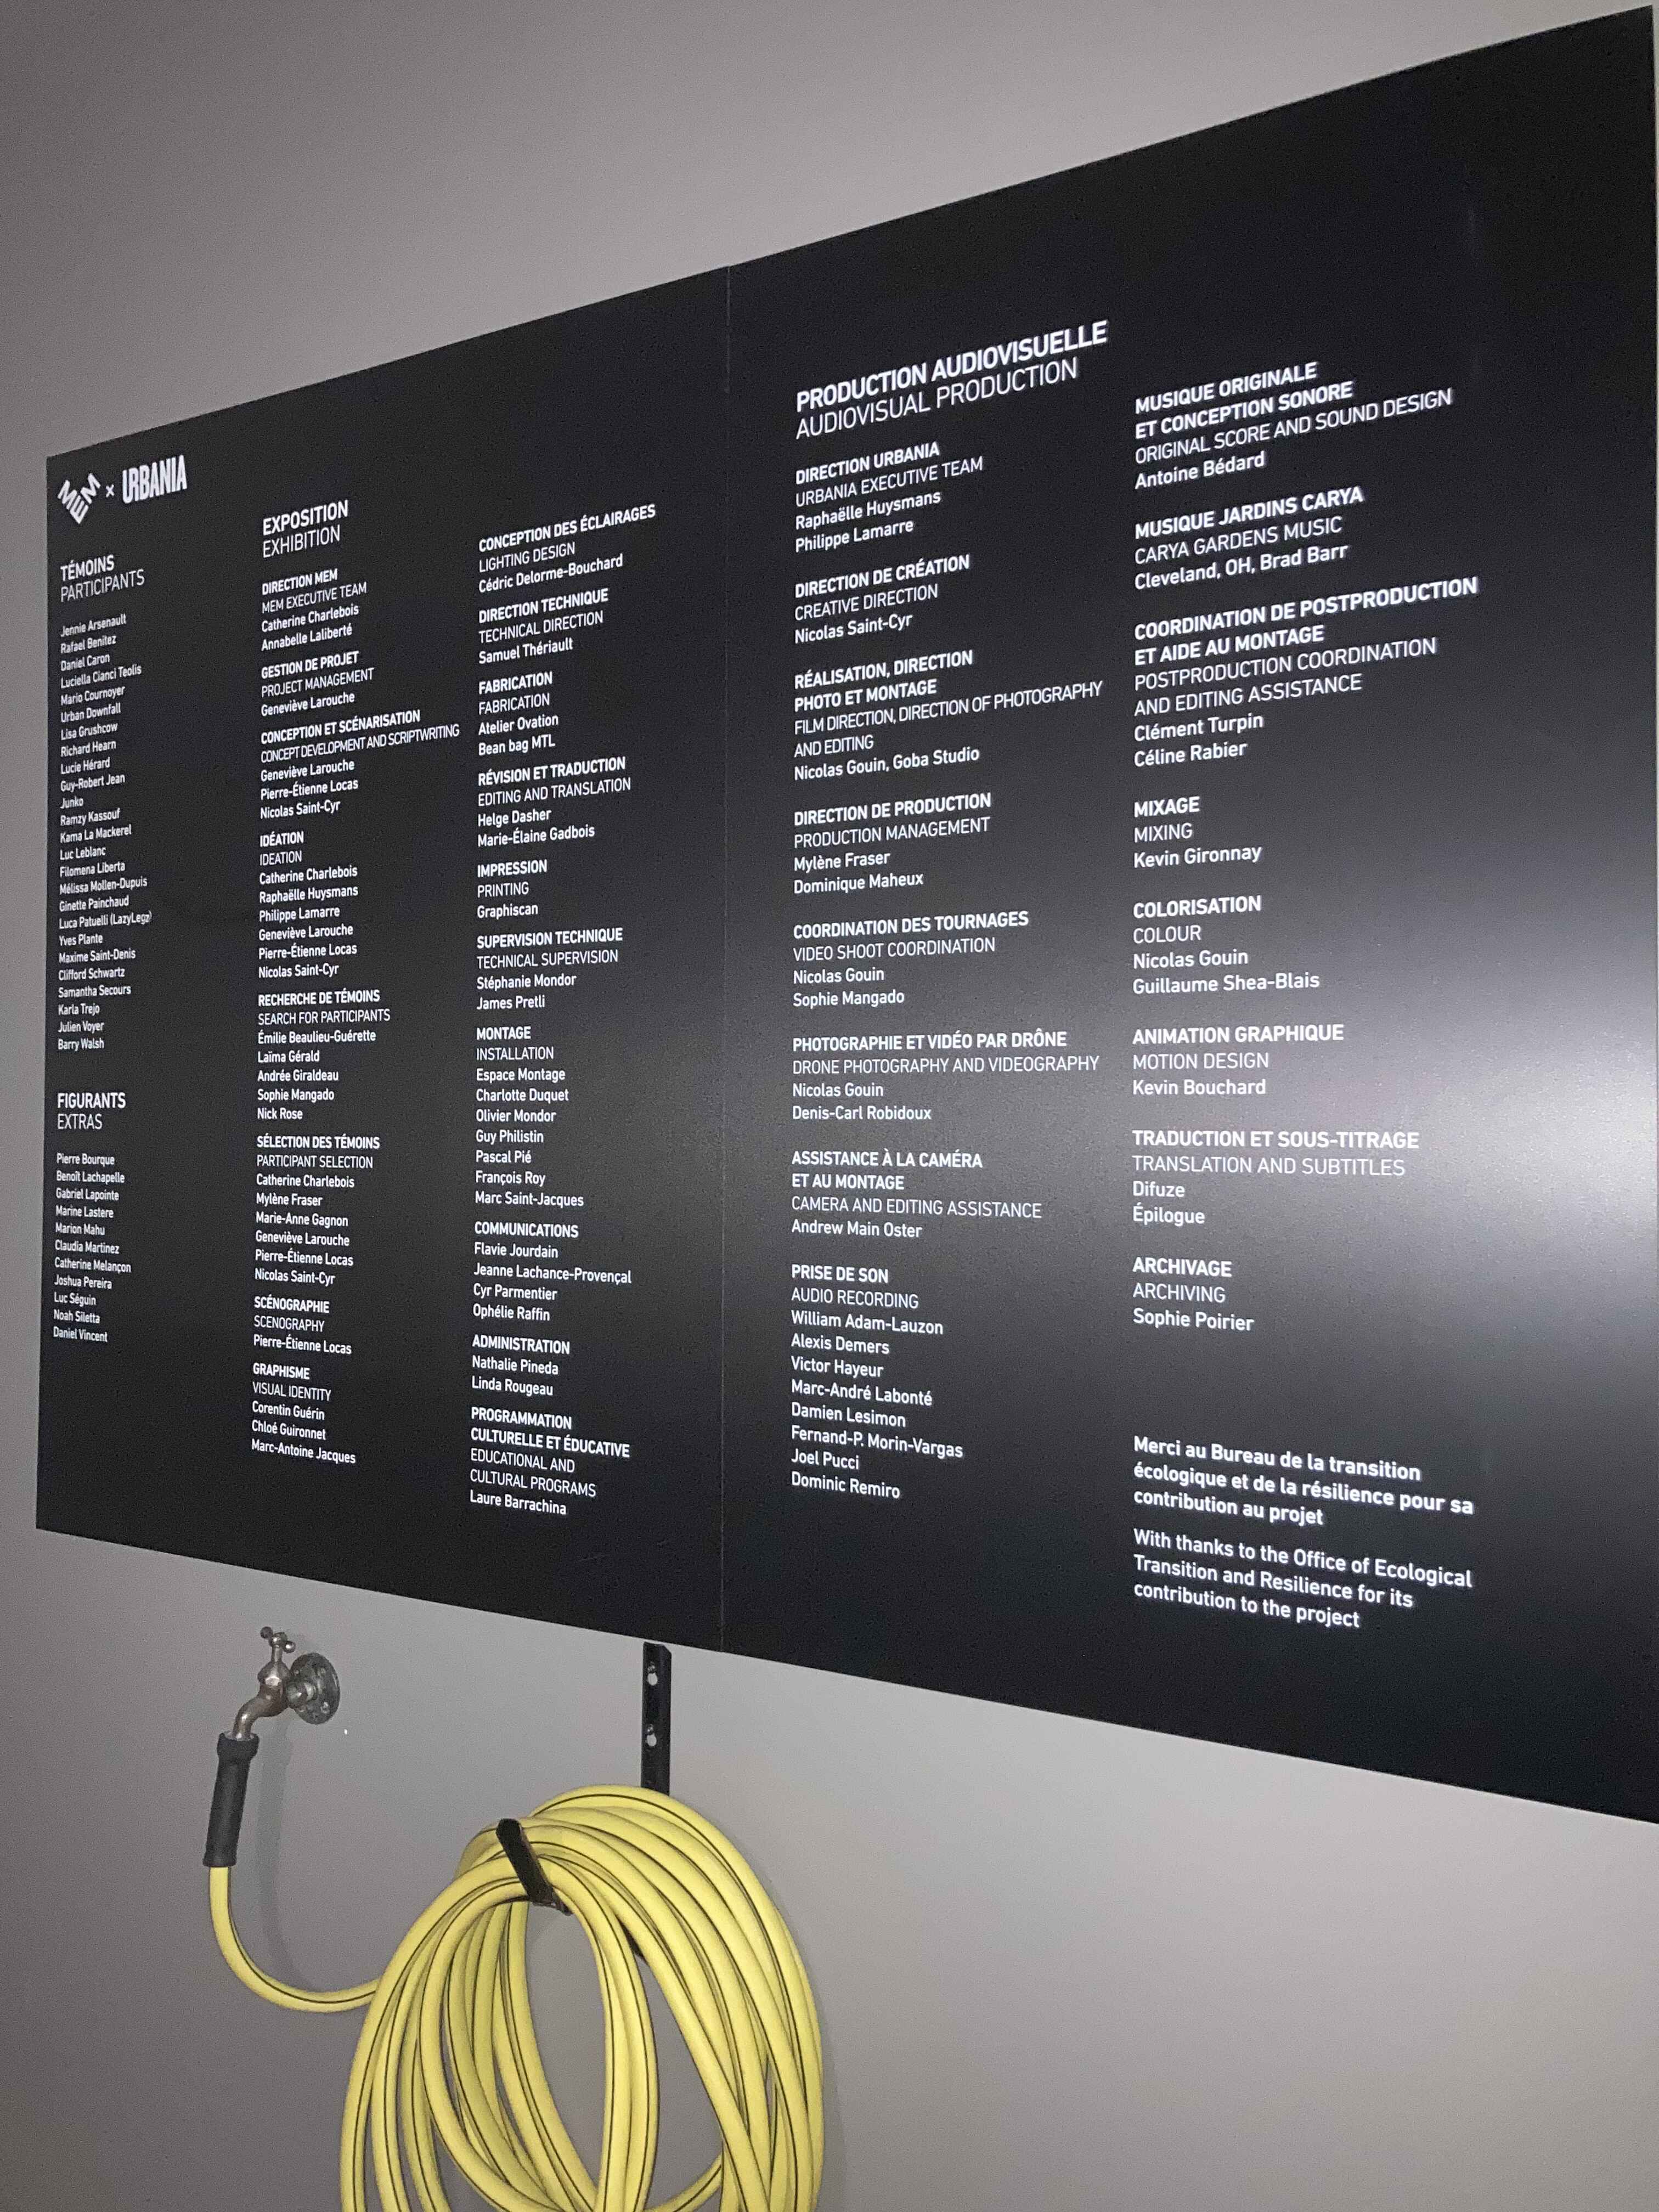 MEM × URBANIA
TÉMOINS
PARTICIPANTS
Jennie Arsenault
Rafael Benitez
Daniel Caron
Luciella Cianci Teolis
Mario Cournoyer
Urban Downfall
Lisa Grushcow
Richard Hearn
Lucie Hérard
Guy-Robert Jean
Junko
Ramzy Kassouf
Kama La Mackerel
Luc Leblanc
Filomena Liberta
Mélissa Mollen-Dupuis
Ginette Painchaud
Luca Patuelli (LazyLegz)
Yves Plante
Maxime Saint-Denis
Clifford Schwartz
Samantha Secours
Karla Trejo
Julien Voyer
Barry Walsh
FIGURANTS
EXTRAS
Pierre Bourque
Benoît Lachapelle
Gabriel Lapointe
Marine Lastere
Marion Mahu
Claudia Martinez
Catherine Melançon
Joshua Pereira
Luc Séguin
Noah Siletta
Daniel Vincent
EXPOSITION
EXHIBITION
DIRECTION MEM
MEM EXECUTIVE TEAM
Catherine Charlebois
Annabelle Laliberté
GESTION DE PROJET
PROJECT MANAGEMENT
Geneviève Larouche
CONCEPTION ET SCÉNARISATION
CONCEPT DEVELOPMENT AND SCRIPTWRITING
Geneviève Larouche
Pierre-Étienne Locas
Nicolas Saint-Cyr
IDÉATION
IDEATION
Catherine Charlebois
Raphaëlle Huysmans
Philippe Lamarre
Geneviève Larouche
Pierre-Étienne Locas
Nicolas Saint-Cyr
RECHERCHE DE TÉMOINS
SEARCH FOR PARTICIPANTS
Émilie Beaulieu-Guérette
Laïma Gérald
Andrée Giraldeau
Sophie Mangado
Nick Rose
SÉLECTION DES TÉMOINS
PARTICIPANT SELECTION
Catherine Charlebois
Mylène Fraser
Marie-Anne Gagnon
Geneviève Larouche
Pierre-Étienne Locas
Nicolas Saint-Cyr
SCÉNOGRAPHIE
SCENOGRAPHY
Pierre-Étienne Locas
GRAPHISME
VISUAL IDENTITY
Corentin Guérin
Chloé Guironnet
Marc-Antoine Jacques
CONCEPTION DES ÉCLAIRAGES
LIGHTING DESIGN
Cédric Delorme-Bouchard
DIRECTION TECHNIQUE
TECHNICAL DIRECTION
Samuel Thériault
FABRICATION
FABRICATION
Atelier Ovation
Bean bag MTL
RÉVISION ET TRADUCTION
EDITING AND TRANSLATION
Helge Dasher
Marie-Élaine Gadbois
IMPRESSION
PRINTING
Graphiscan
SUPERVISION TECHNIQUE
TECHNICAL SUPERVISION
Stéphanie Mondor
James Pretli
MONTAGE
INSTALLATION
Espace Montage
Charlotte Duquet
Olivier Mondor
Guy Philistin
Pascal Pié
François Roy
Marc Saint-Jacques
COMMUNICATIONS
Flavie Jourdain
Jeanne Lachance-Provençal
Cyr Parmentier
Ophélie Raffin
ADMINISTRATION
Nathalie Pineda
Linda Rougeau
PROGRAMMATION
CULTURELLE ET ÉDUCATIVE
EDUCATIONAL AND
CULTURAL PROGRAMS
Laure Barrachina
PRODUCTION AUDIOVISUELLE
AUDIOVISUAL PRODUCTION
DIRECTION URBANIA
URBANIA EXECUTIVE TEAM
Raphaëlle Huysmans
Philippe Lamarre
DIRECTION DE CRÉATION
CREATIVE DIRECTION
Nicolas Saint-Cyr
RÉALISATION, DIRECTION
PHOTO ET MONTAGE
FILM DIRECTION, DIRECTION OF PHOTOGRAPHY
AND EDITING
Nicolas Gouin, Goba Studio
DIRECTION DE PRODUCTION
PRODUCTION MANAGEMENT
Mylène Fraser
Dominique Maheux
COORDINATION DES TOURNAGES
VIDEO SHOOT COORDINATION
Nicolas Gouin
Sophie Mangado
PHOTOGRAPHIE ET VIDÉO PAR DRÔNE
DRONE PHOTOGRAPHY AND VIDEOGRAPHY
Nicolas Gouin
Denis-Carl Robidoux
ASSISTANCE À LA CAMÉRA
ET AU MONTAGE
CAMERA AND EDITING ASSISTANCE
Andrew Main Oster
PRISE DE SON
AUDIO RECORDING
William Adam-Lauzon
Alexis Demers
Victor Hayeur
Marc-André Labonté
Damien Lesimon
Fernand-P. Morin-Vargas
Joel Pucci
Dominic Remiro
MUSIQUE ORIGINALE
ET CONCEPTION SONORE
ORIGINAL SCORE AND SOUND DESIGN
Antoine Bédard
MUSIQUE JARDINS CARYA
CARYA GARDENS MUSIC
Cleveland, OH, Brad Barr
COORDINATION DE POSTPRODUCTION
ET AIDE AU MONTAGE
POSTPRODUCTION COORDINATION
AND EDITING ASSISTANCE
Clément Turpin
Céline Rabier
MIXAGE
MIXING
Kevin Gironnay
COLORISATION
COLOUR
Nicolas Gouin
Guillaume Shea-Blais
ANIMATION GRAPHIQUE
MOTION DESIGN
Kevin Bouchard
TRADUCTION ET SOUS-TITRAGE
TRANSLATION AND SUBTITLES
Difuze
Épilogue
ARCHIVAGE
ARCHIVING
Sophie Poirier
Merci au Bureau de la transition
écologique et de la résilience pour sa
contribution au projet
With thanks to the Office of Ecological
Transition and Resilience for its
contribution to the project